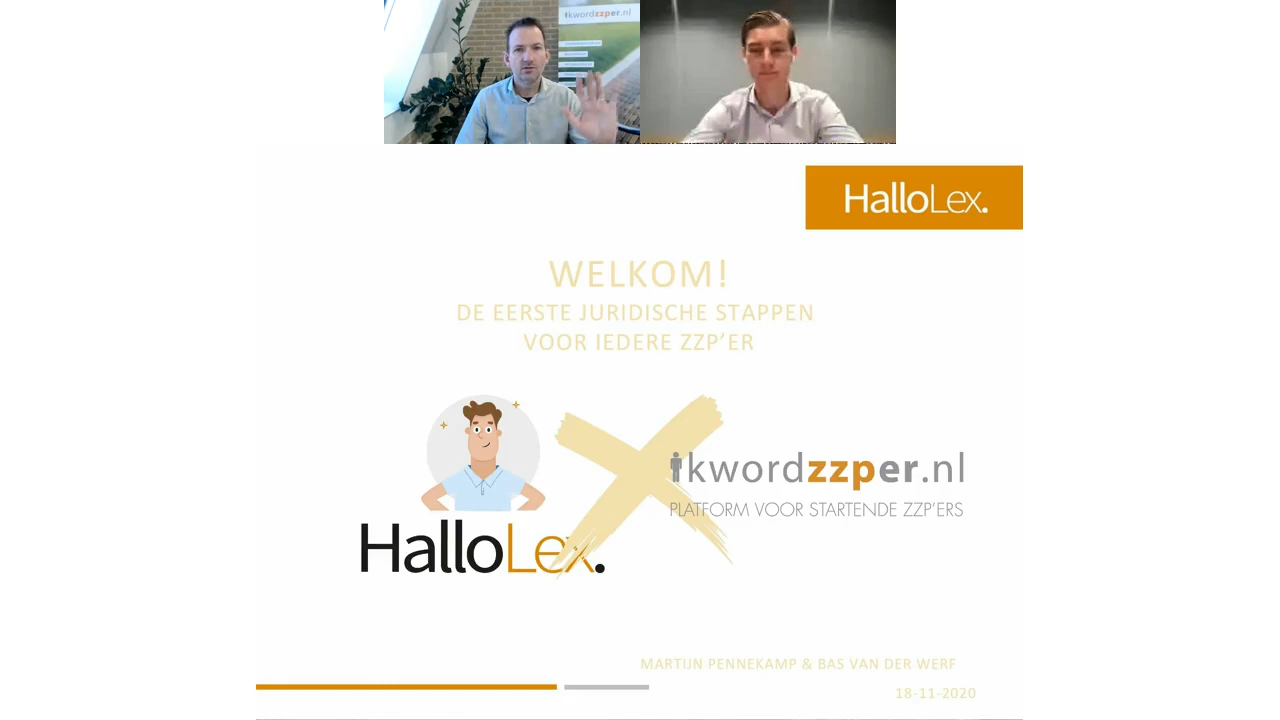 ikwordzzper.nl
HalloLex.
WELKOM!
DE EERSTE JURIDISCHE STAPPEN
VOOR IEDERE ZZP'ER
ikwordzzper.nl
PLATFORM VOOR STARTENDE ZZP'ERS
HalloLex.
MARTIJN PENNEKAMP & BAS VAN DER WERF
18-11-2020